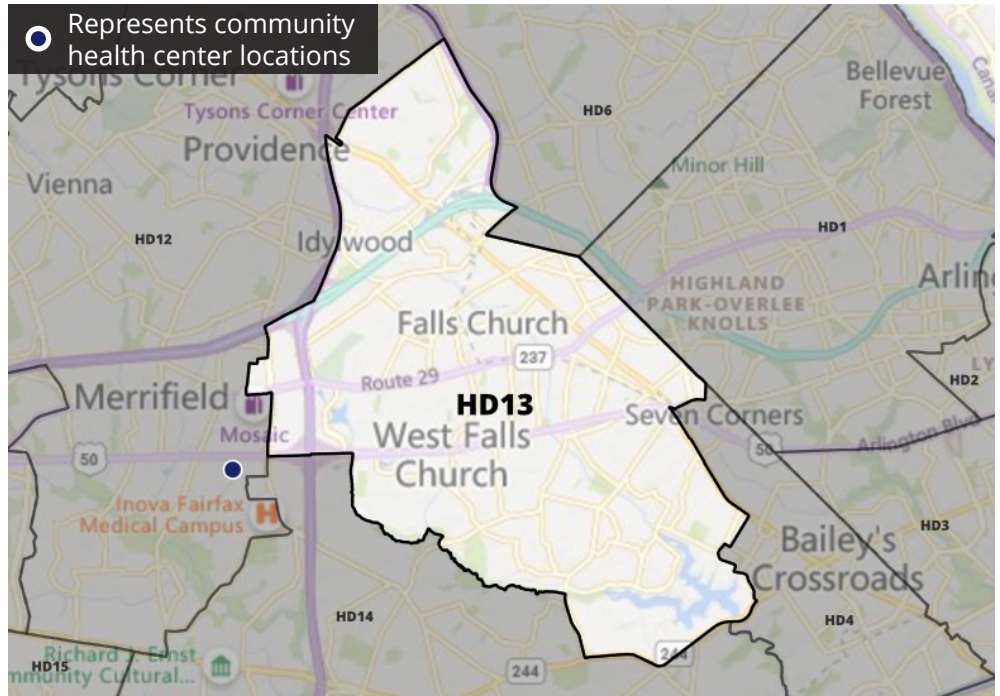 Represents community
health center locations
Tysons Corner
Tysons Corner Center
Providence
Vienna
HD6
Bellevue
Forest
Canal
Minor Hill
HD12
Idylwood
HD1
HIGHLAND
PARK-OVERLEE
KNOLLS
Arlin
Falls Church
237
Route 29
LY
HD2
Merrifield
HD13
Mosaic
West Falls
Church
Seven Corners
50
50
Arlington Blvd
Inova Fairfax
Medical Campus
H
Bailey's
Crossroads
HD3
HD14
HD4
HD15
Richard J. Ernst
mmunity Cultural...
244
244